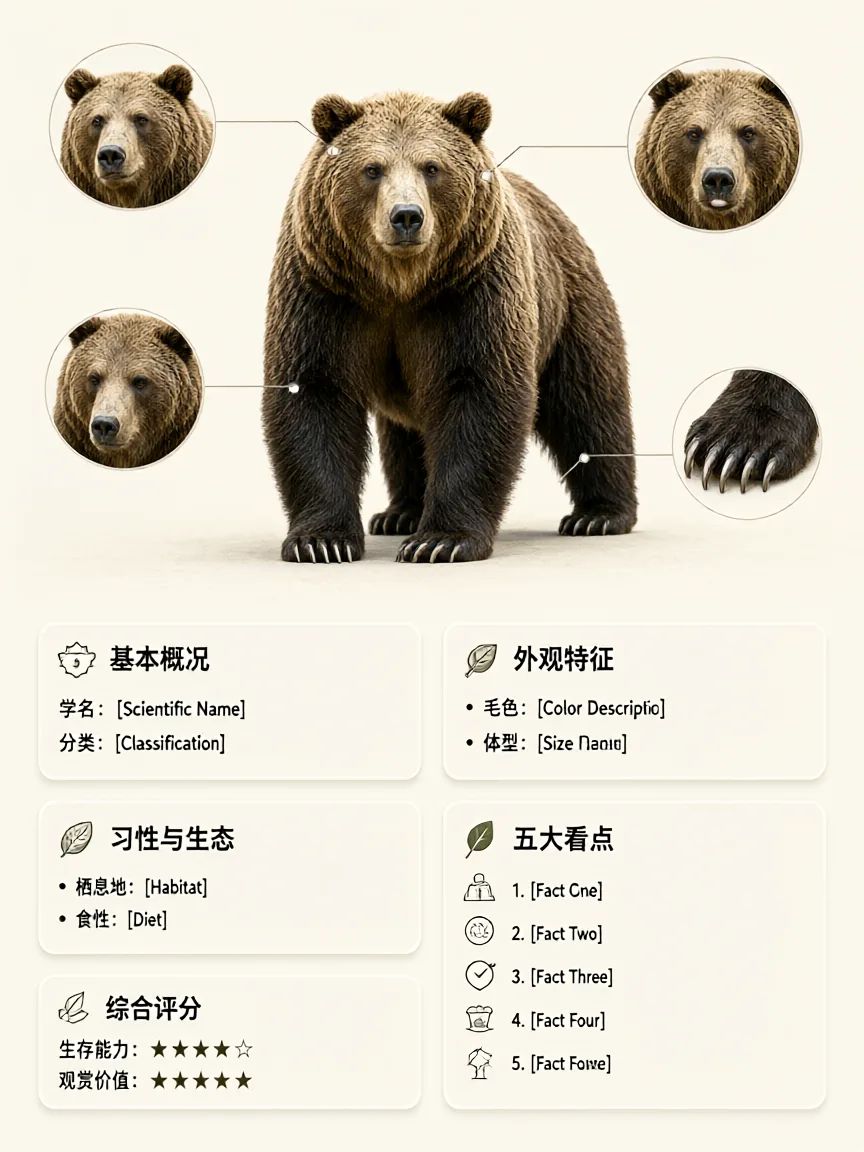 基本概况
学名：[Scientific Name]
分类：[Classification]
外观特征
• 毛色：[Color Descriptio]
• 体型：[Size
习性与生态
• 栖息地：[Habitat]
• 食性：[Diet]
五大看点
1. [Fact One]
2. [Fact Two]
3. [Fact Three]
4. [Fact Four]
5. [Fact
综合评分
生存能力：★★★★☆
观赏价值：★★★★★